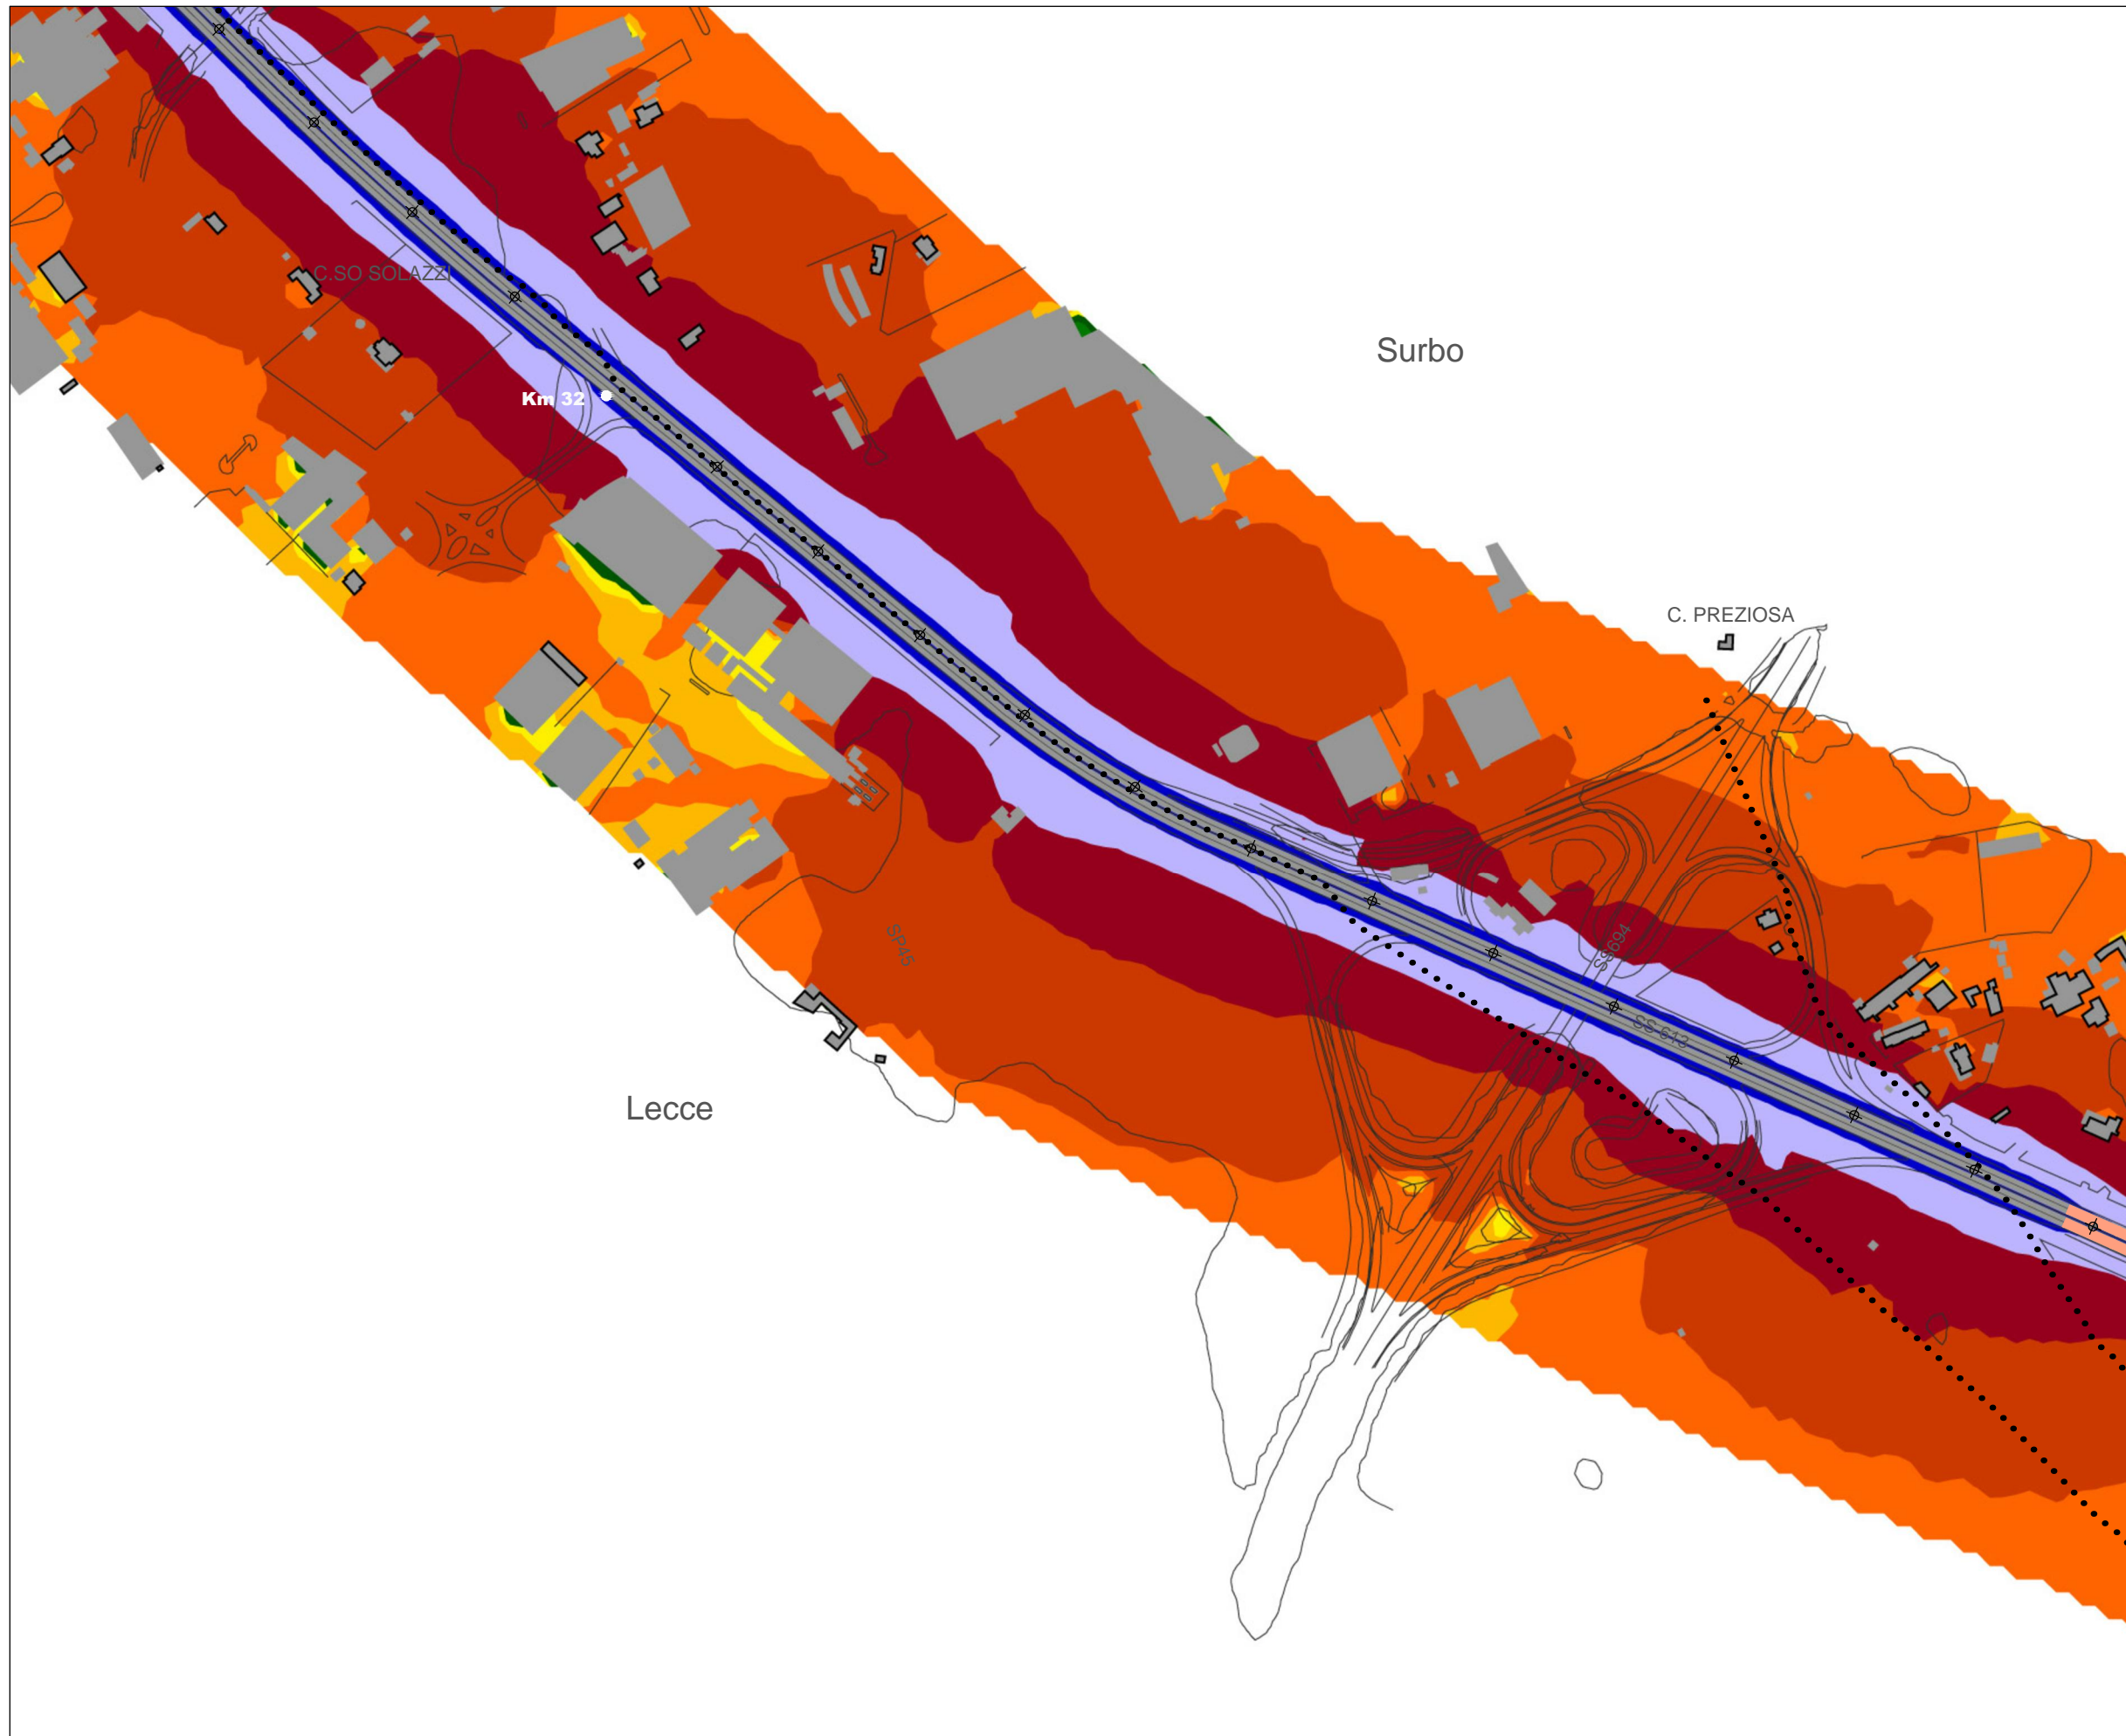 C.SO SOLAZZI
Surbo
Km 32
C. PREZIOSA
SP45
SS694
SS 613
Lecce